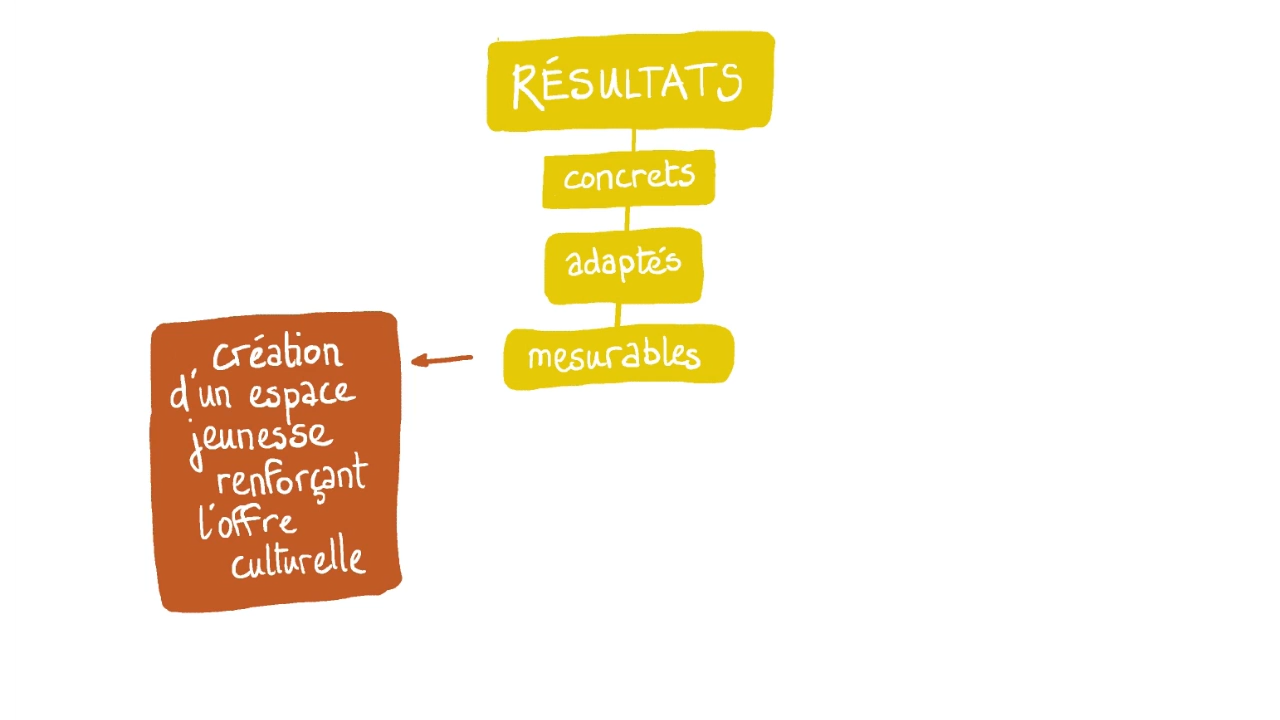 RÉSULTATS
concrets
adaptés
mesurables
création
d'un espace
jeunesse
renforçant
l'offre
culturelle